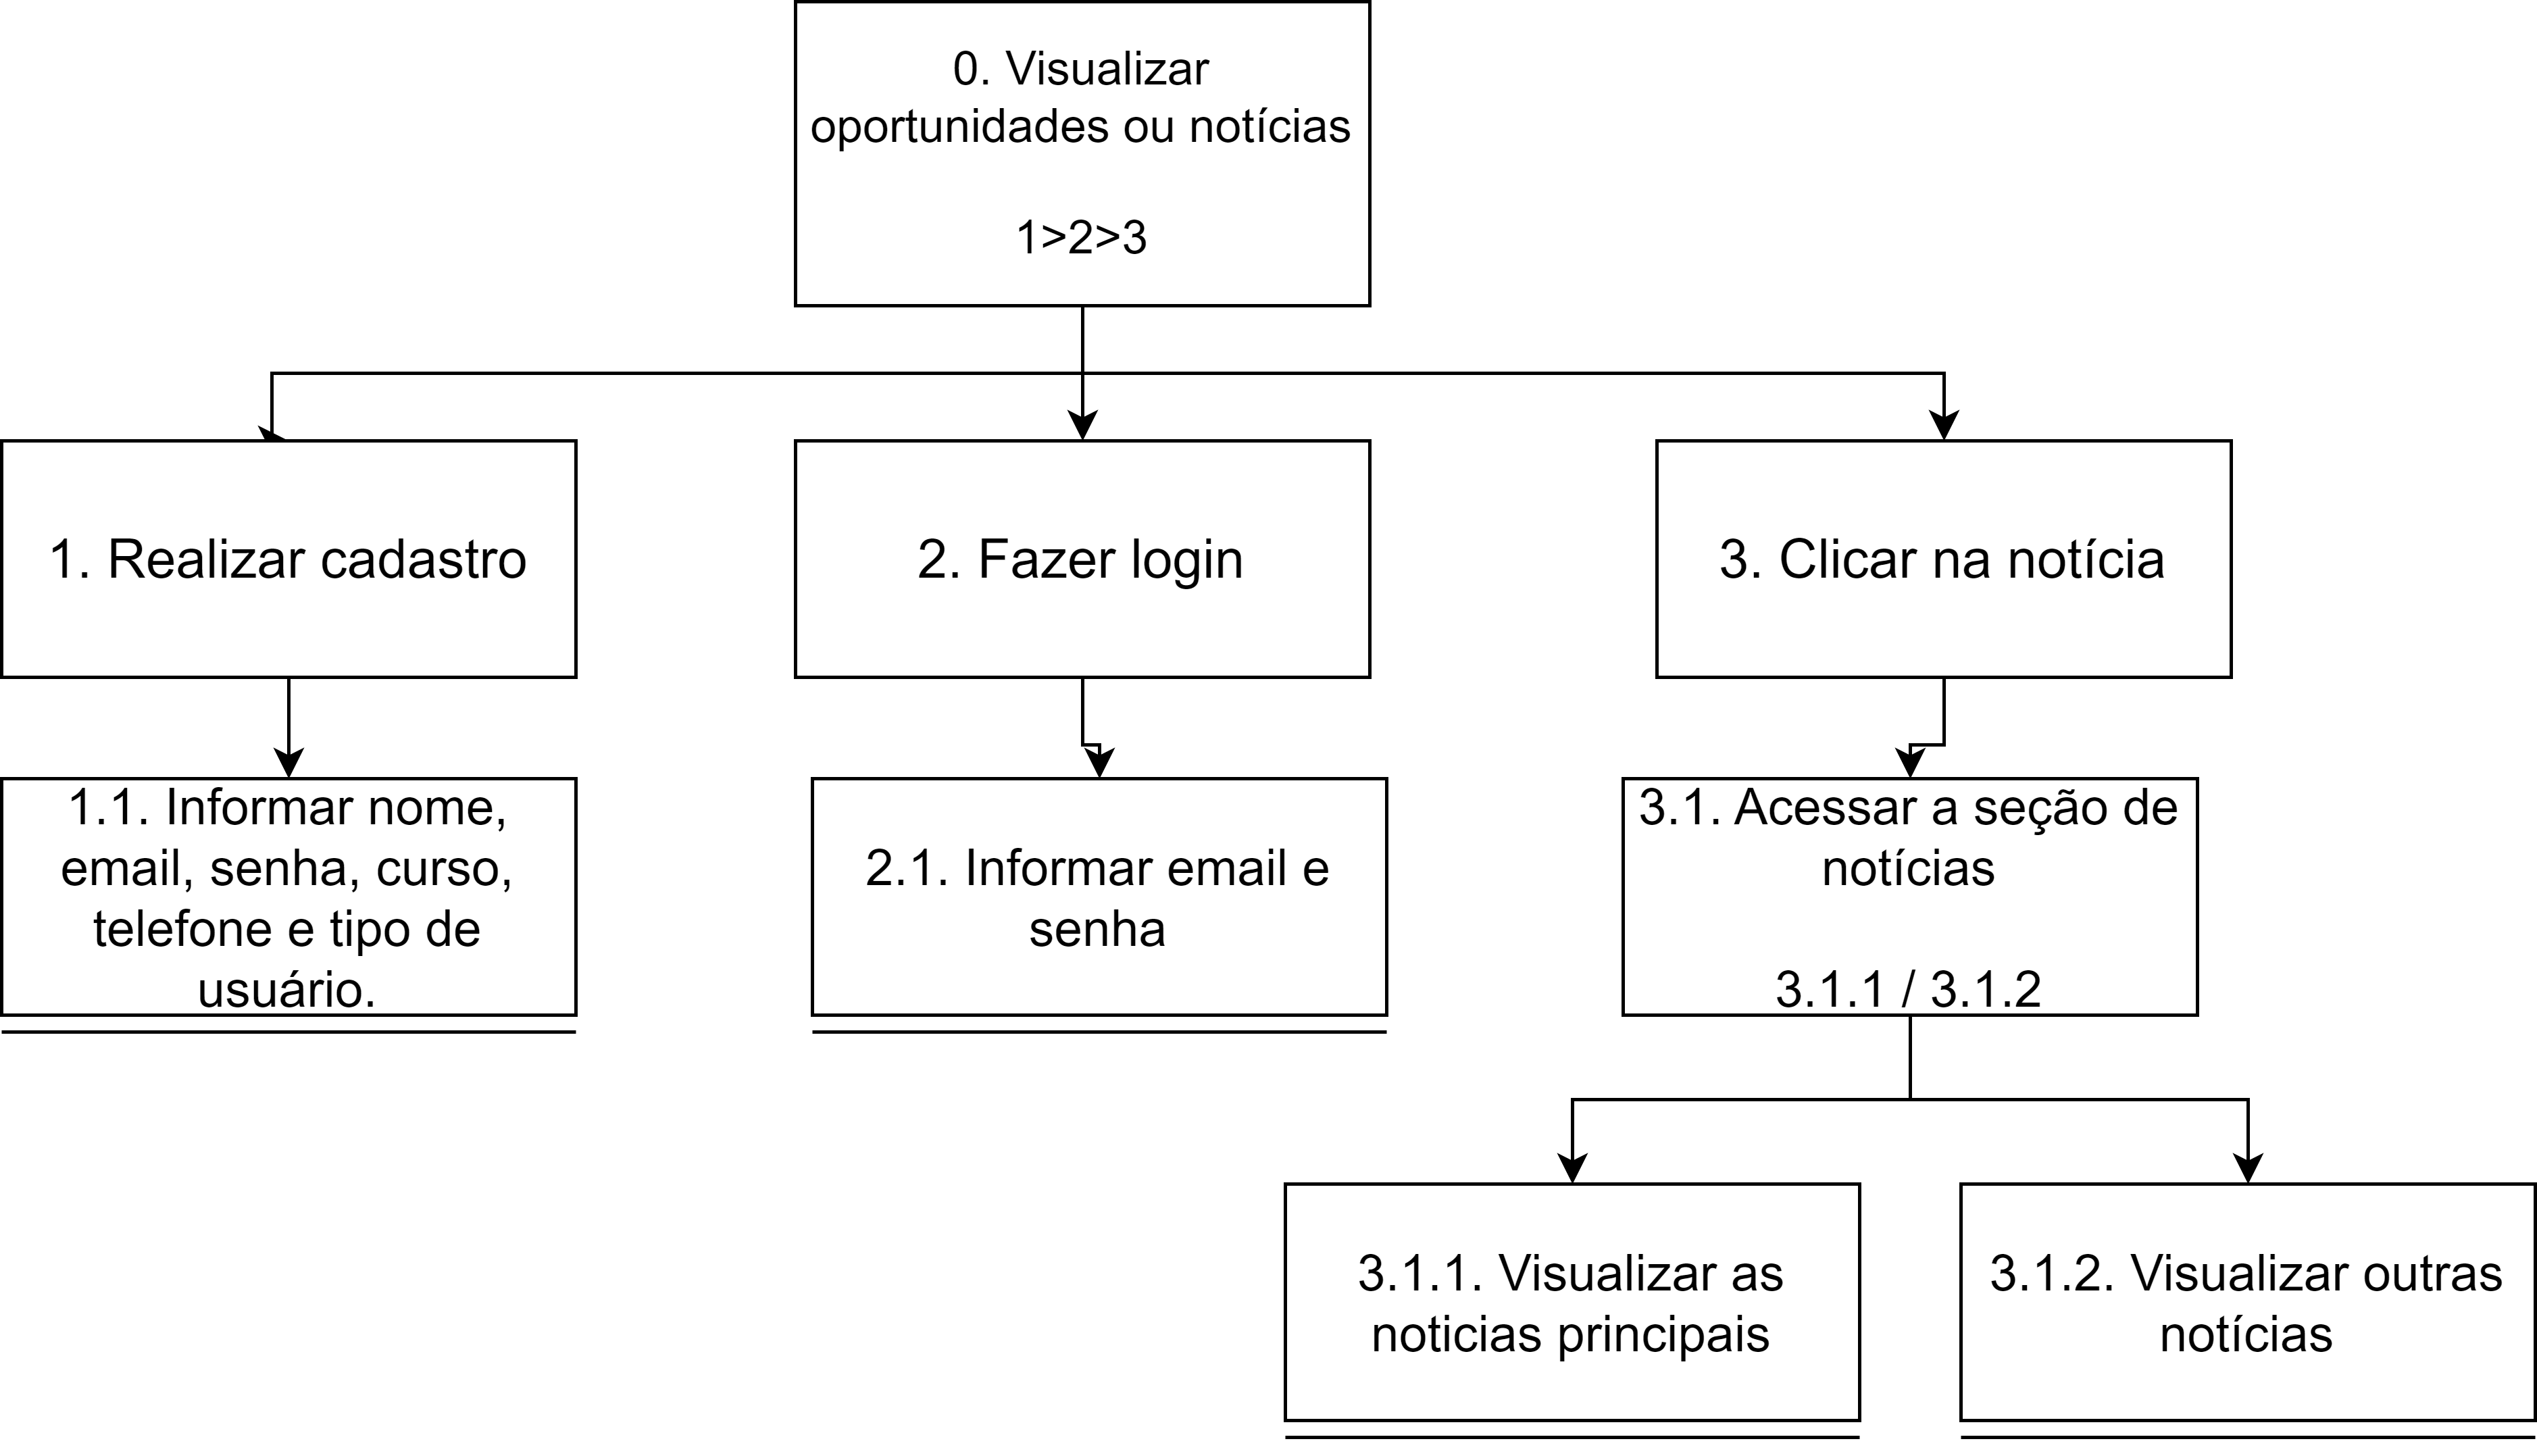 0. Visualizar
oportunidades ou notícias
1>2>3
1. Realizar cadastro
2. Fazer login
3. Clicar na notícia
1.1. Informar nome,
email, senha, curso,
telefone e tipo de
usuário.
2.1. Informar email e
senha
3.1. Acessar a seção de
notícias
3.1.1 / 3.1.2
3.1.1. Visualizar as
noticias principais
3.1.2. Visualizar outras
notícias